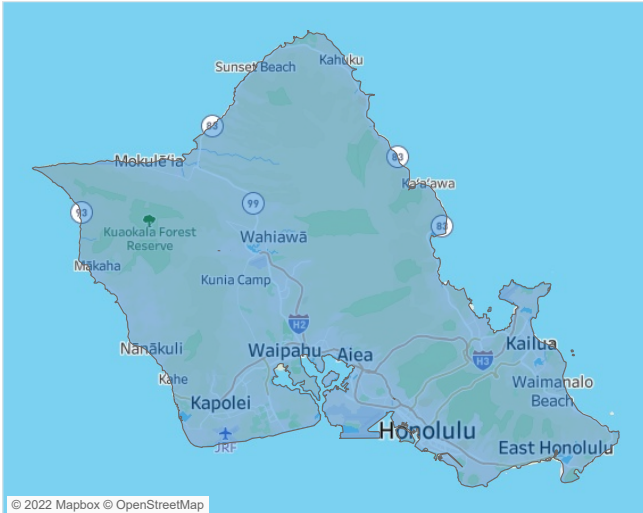 Kahuku
Sunset Beach
83
Mokulē‘ia
83
Ka‘a‘awa
99
93
83
Kuaokala Forest
Reserve
Wahiawā
Mākaha
Kunia Camp
H2
Nānākuli
Waipahu
Aiea
H3
Kailua
Kahe
Waimanalo
Beach
Kapolei
JRF
Honolulu
East Honolulu
© 2022 Mapbox © OpenStreetMap